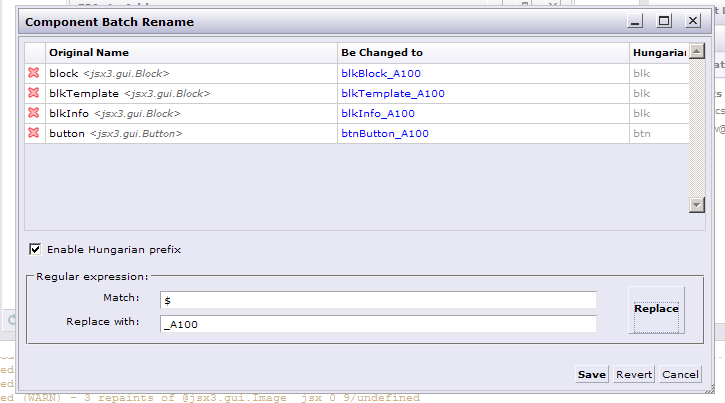 Component Batch Rename
Original Name Be Changed to Hungarian
block <jsx3.gui.Block> blkBlock_A100 blk
blkTemplate <jsx3.gui.Block> blkTemplate_A100 blk
blkInfo <jsx3.gui.Block> blkInfo_A100 blk
button <jsx3.gui.Button> btnButton_A100 btn
Enable Hungarian prefix
Regular expression:
Match: $
Replace with: _A100
Replace
Save Revert Cancel
ed
ed
ed (WARN) - 3 repaints of @jsx3.gui.Image jsx 0 9/undefined